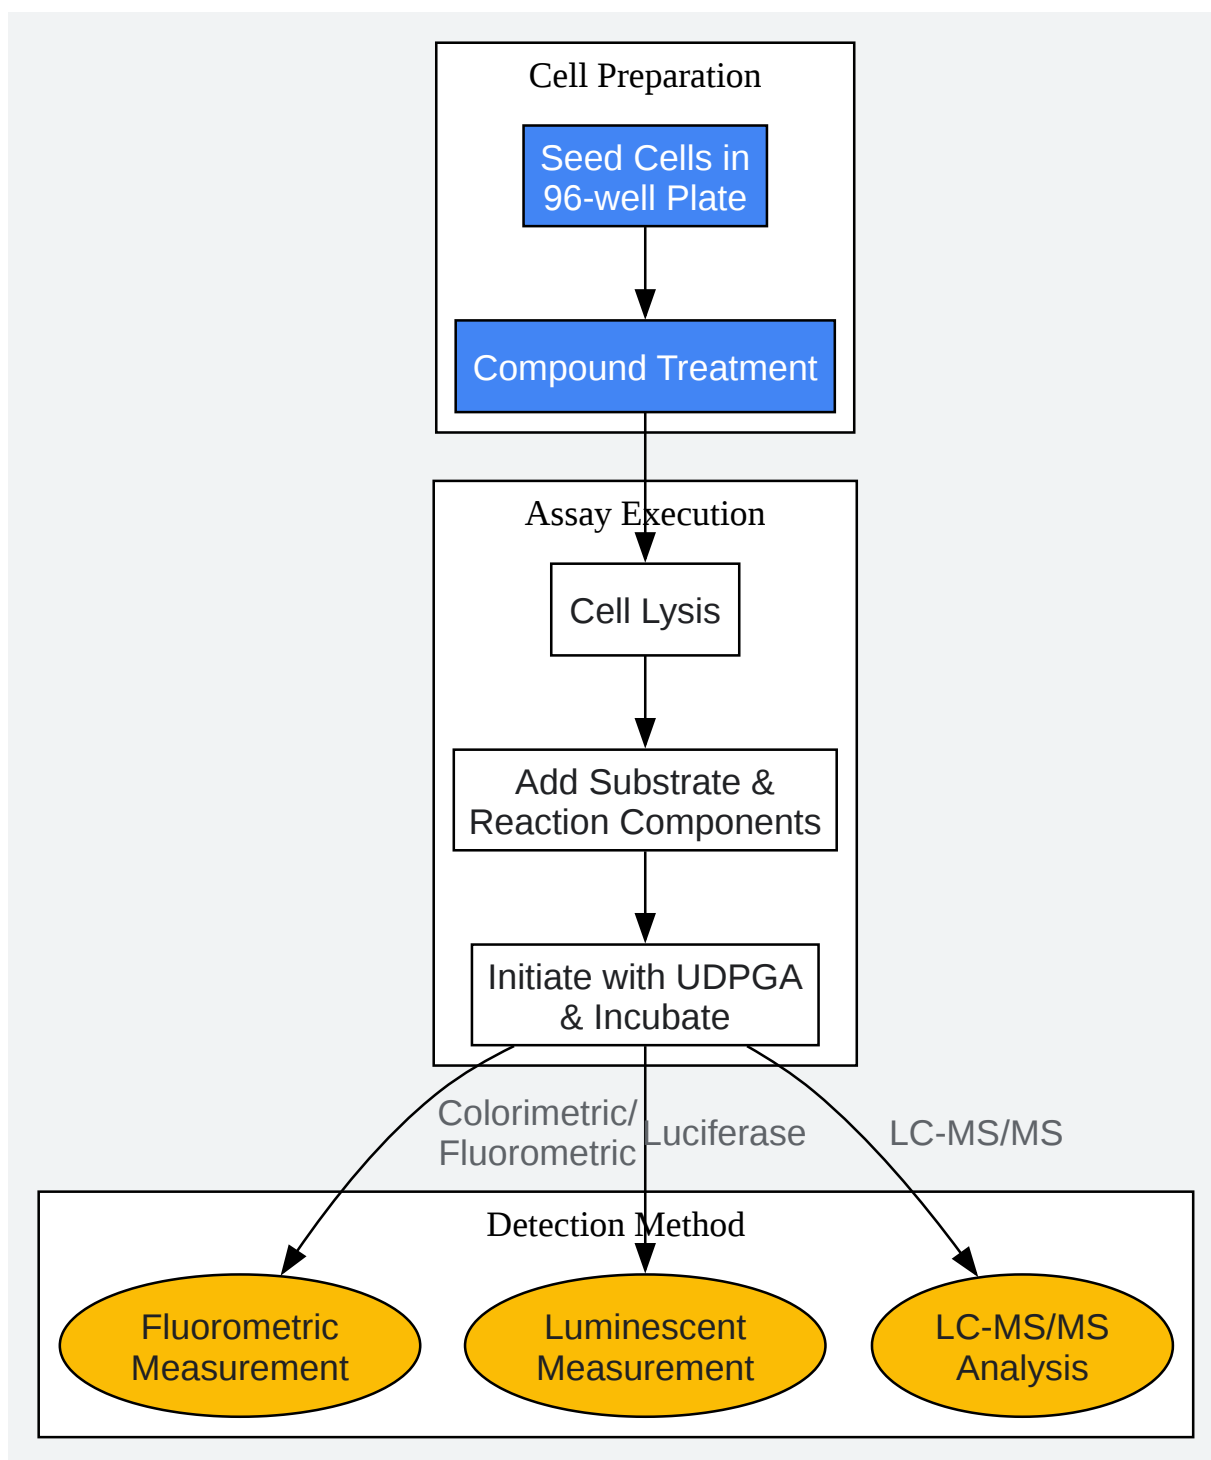 Cell Preparation
Seed Cells in
96-well Plate
Compound Treatment
Assay Execution
Cell Lysis
Add Substrate &
Reaction Components
Initiate with UDPGA
& Incubate
Colorimetric/
Fluorometric
Luciferase
LC-MS/MS
Detection Method
Fluorometric
Measurement
Luminescent
Measurement
LC-MS/MS
Analysis